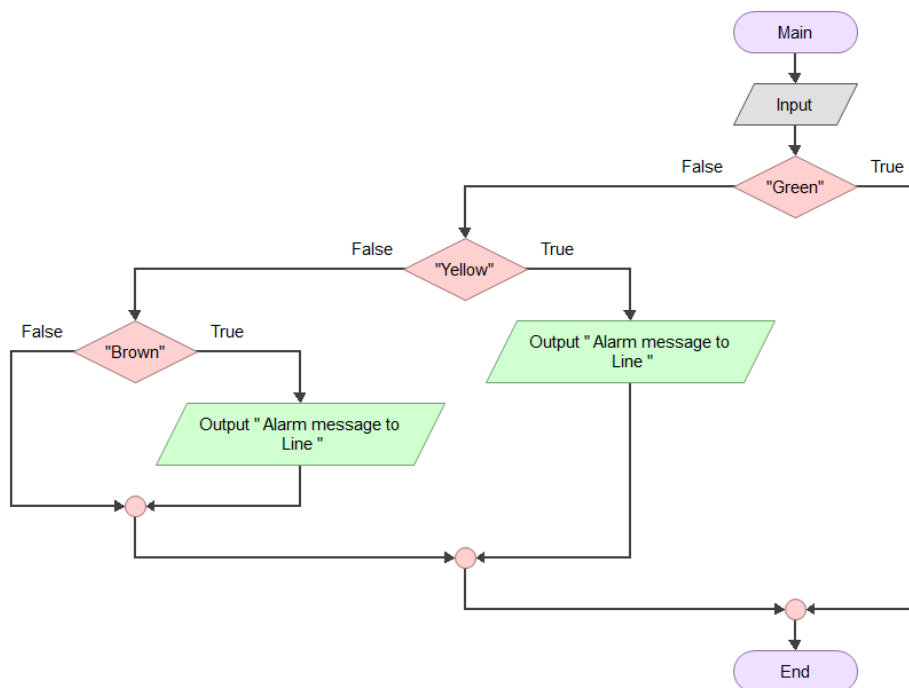 Main
Input
False
True
"Green"
False
True
"Yellow"
False
True
"Brown"
Output " Alarm message to
Line "
Output " Alarm message to
Line "
End